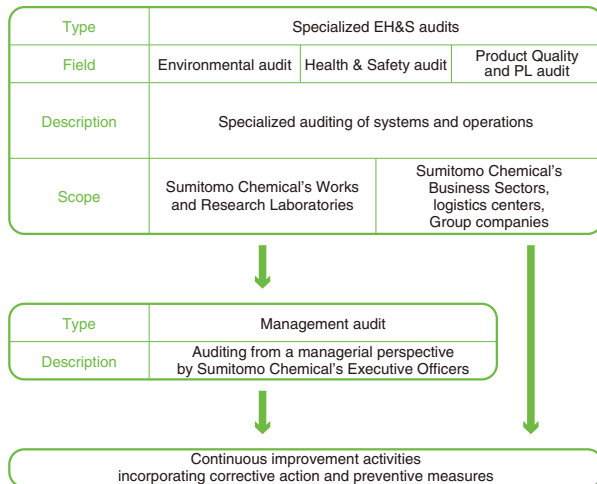 Type
Specialized EH&S audits
Field
Environmental audit
Health & Safety audit
Product Quality
and PL audit
Description
Specialized auditing of systems and operations
Scope
Sumitomo Chemical’s Works
and Research Laboratories
Sumitomo Chemical’s
Business Sectors,
logistics centers,
Group companies
Type
Management audit
Description
Auditing from a managerial perspective
by Sumitomo Chemical’s Executive Officers
Continuous improvement activities
incorporating corrective action and preventive measures